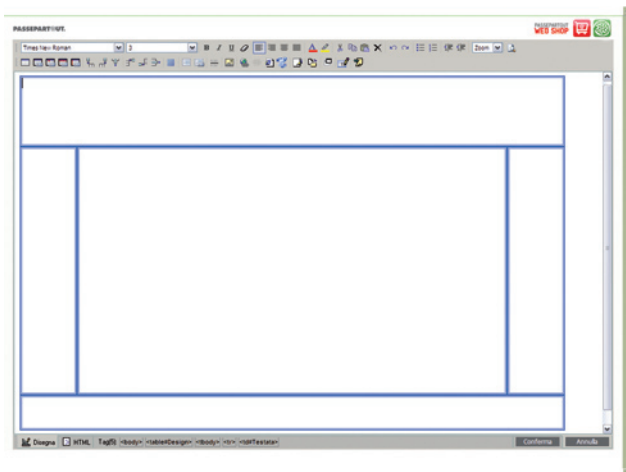 PASSEPARTOUT.
PASSEPARTOUT
WEB SHOP
Times New Roman 3 B I U Zoom
Disegna HTML Tag(S): <body> <table#Design> <tbody> <tr> <td#Testata> Conferma Annulla